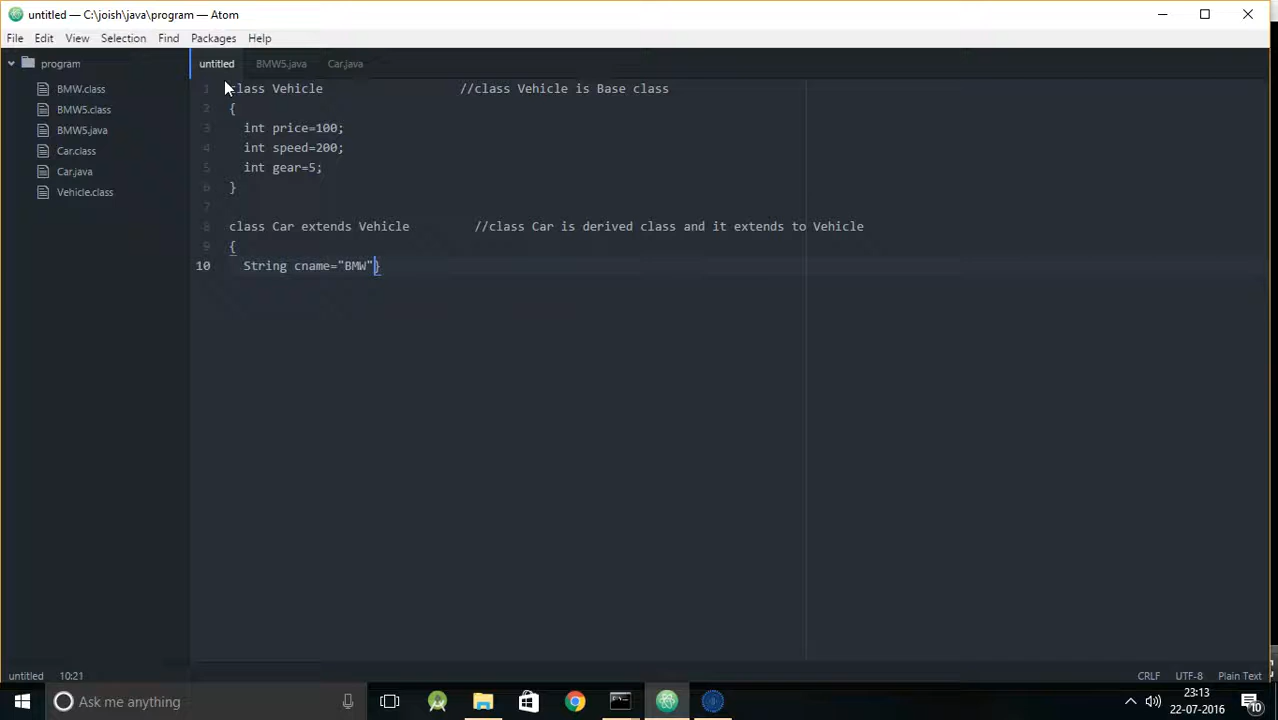 untitled — C:\joish\java\program — Atom
File Edit View Selection Find Packages Help
program
untitled BMW5.java Car.java
BMW.class
BMW5.class
BMW5.java
Car.class
Car.java
Vehicle.class
1 class Vehicle //class Vehicle is Base class
2 {
3 int price=100;
4 int speed=200;
5 int gear=5;
6 }
7
8 class Car extends Vehicle //class Car is derived class and it extends to Vehicle
9 {
10 String cname="BMW"}
untitled 10:21 CRLF UTF-8 Plain Text
Ask me anything
23:13
22-07-2016
10